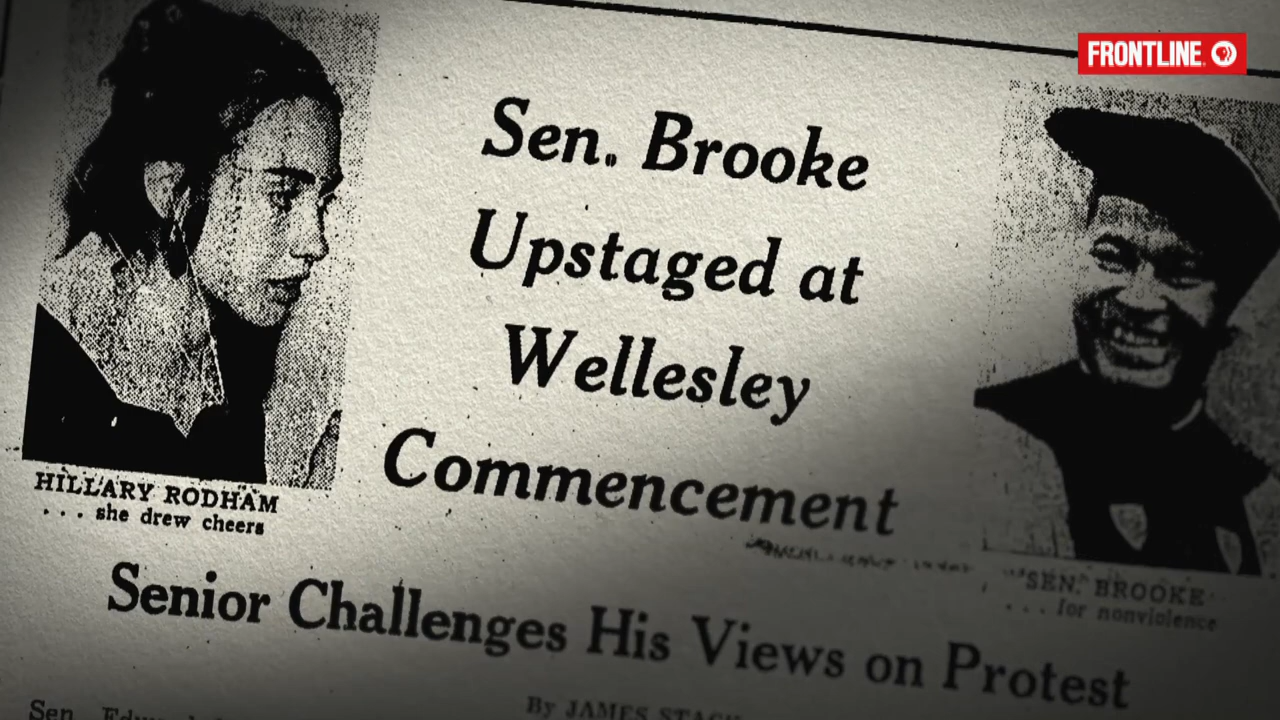 FRONTLINE
Sen. Brooke
Upstaged at
Wellesley
Commencement
HILLARY RODHAM
. . . she drew cheers
SEN. BROOKE
. . . for nonviolence
Senior Challenges His Views on Protest
By JAMES
Sen.